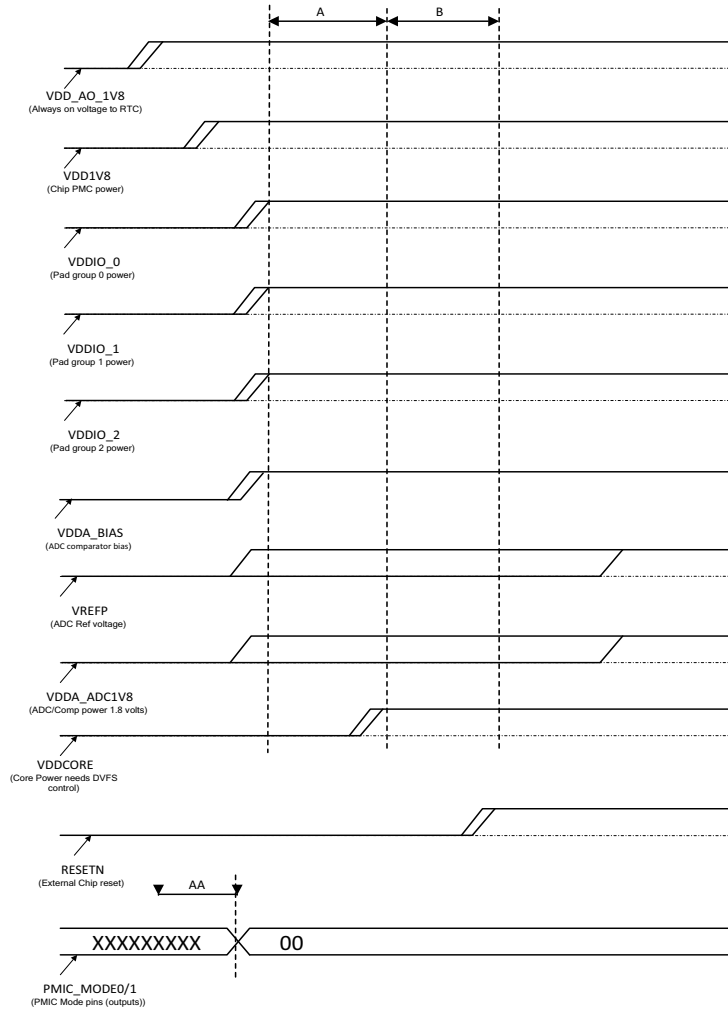 A
B
VDD_AO_1V8
(Always on voltage to RTC)
VDD1V8
(Chip PMC power)
VDDIO_0
(Pad group 0 power)
VDDIO_1
(Pad group 1 power)
VDDIO_2
(Pad group 2 power)
VDDA_BIAS
(ADC comparator bias)
VREFP
(ADC Ref voltage)
VDDA_ADC1V8
(ADC/Comp power 1.8 volts)
VDDCORE
(Core Power needs DVFS
control)
RESETN
(External Chip reset)
AA
XXXXXXXXX
00
PMIC_MODE0/1
(PMIC Mode pins (outputs))